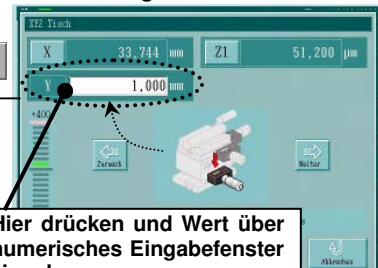 XYZ Tisch
X 33,744 mm Z1 51,200 µm
Y 1,000 mm
+400
Zurück Weiter
Hier drücken und Wert über
numerisches Eingabefenster
Abbrechen